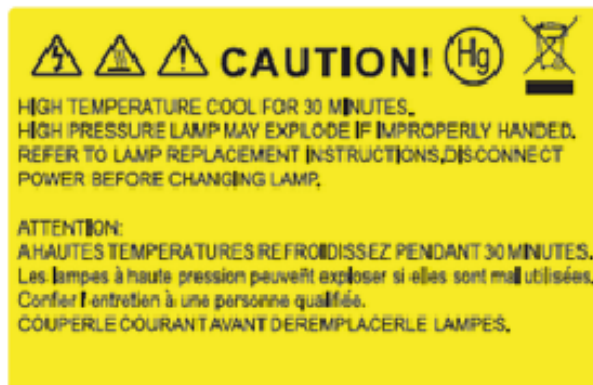 CAUTION! Hg
HIGH TEMPERATURE COOL FOR 30 MINUTES.
HIGH PRESSURE LAMP MAY EXPLODE IF IMPROPERLY HANDED.
REFER TO LAMP REPLACEMENT INSTRUCTIONS,DISCONNECT
POWER BEFORE CHANGING LAMP.
ATTENTION:
AHAUTES TEMPERATURES REFROIDISSEZ PENDANT 30 MINUTES.
Les lampes à haute pression peuvent exploser si elles sont mal utilisées.
Confier l'entretien à une personne qualifiée.
COUPERLE COURANT AVANT DEREMPLACERLE LAMPES.